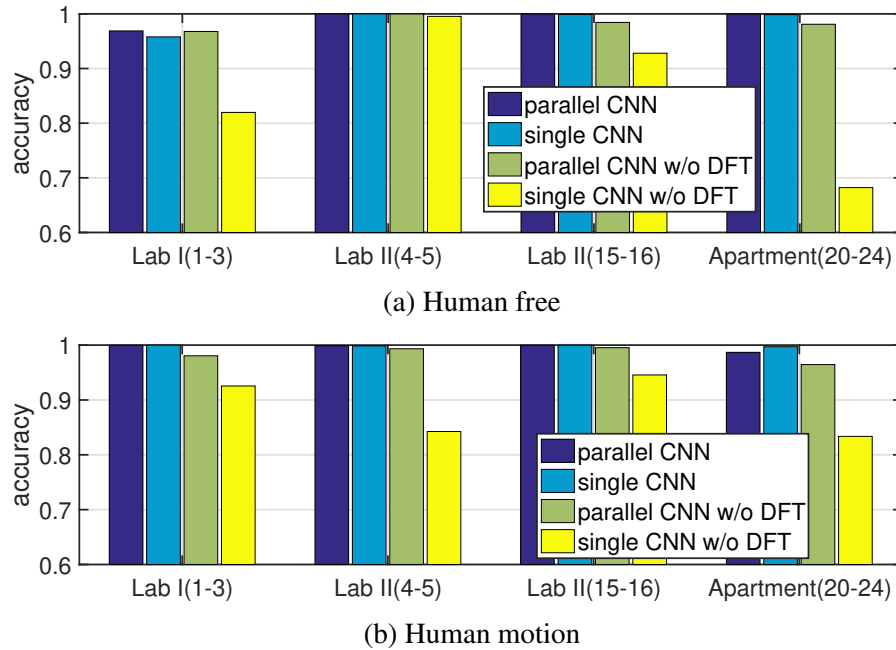 1
0.9
0.8
0.7
0.6
accuracy
parallel CNN
single CNN
parallel CNN w/o DFT
single CNN w/o DFT
Lab I(1-3) Lab II(4-5) Lab II(15-16) Apartment(20-24)
(a) Human free
1
0.9
0.8
0.7
0.6
accuracy
parallel CNN
single CNN
parallel CNN w/o DFT
single CNN w/o DFT
Lab I(1-3) Lab II(4-5) Lab II(15-16) Apartment(20-24)
(b) Human motion